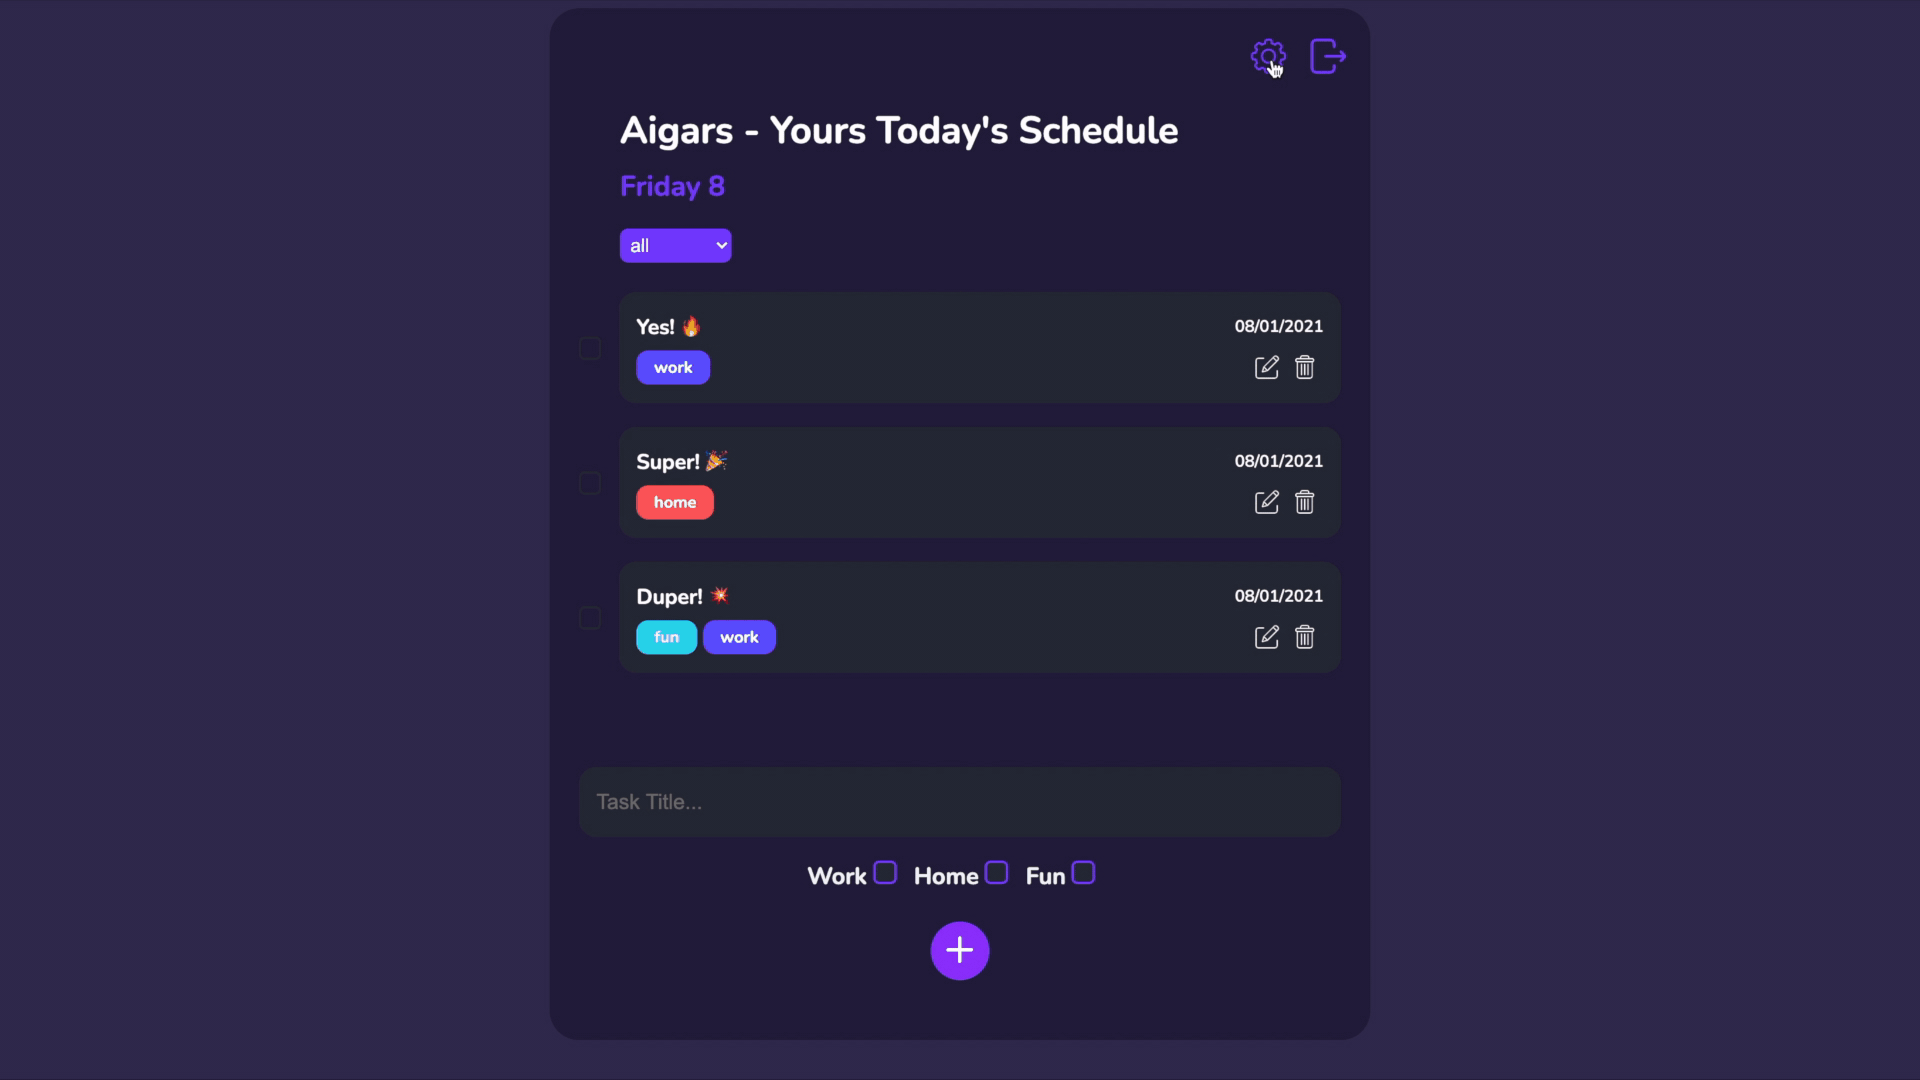 Aigars - Yours Today's Schedule
Friday 8
all
Yes! 🔥
08/01/2021
work
Super! 🎉
08/01/2021
home
Duper! 💥
08/01/2021
fun work
Task Title...
Work Home Fun